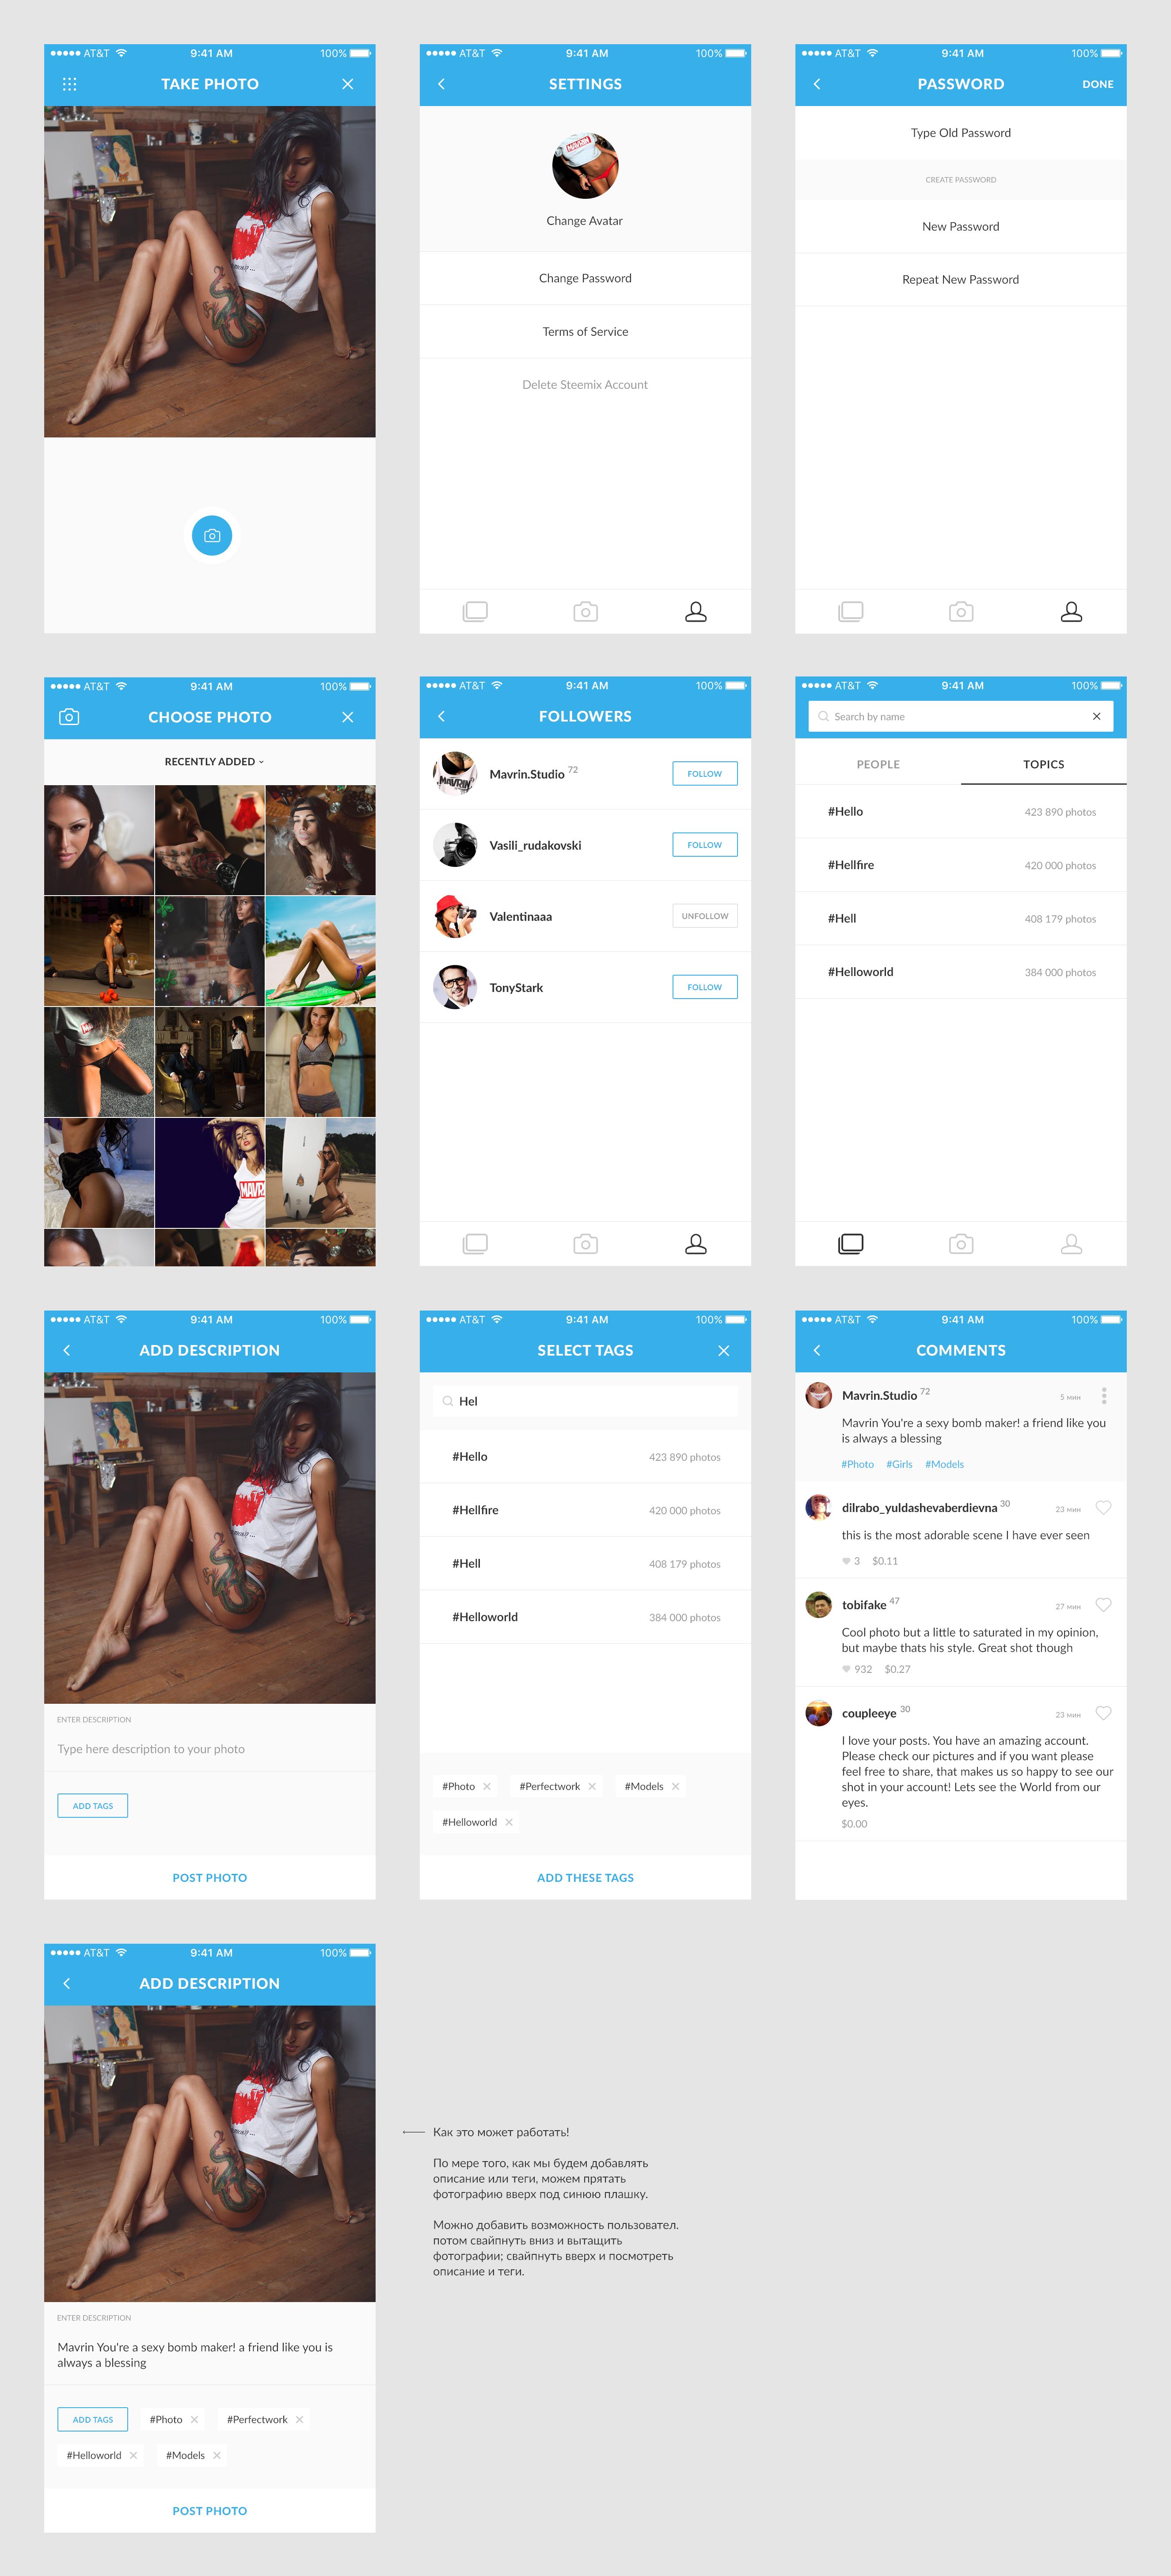 AT&T 9:41 AM 100%
TAKE PHOTO
MAVRIN
AT&T 9:41 AM 100%
SETTINGS
Change Avatar
Change Password
Terms of Service
Delete Steemix Account
AT&T 9:41 AM 100%
PASSWORD DONE
Type Old Password
CREATE PASSWORD
New Password
Repeat New Password
AT&T 9:41 AM 100%
CHOOSE PHOTO
RECENTLY ADDED
MAVRI
AT&T 9:41 AM 100%
FOLLOWERS
MAVRIN
Mavrin.Studio 72 FOLLOW
Vasili_rudakovski FOLLOW
Valentinaaa UNFOLLOW
TonyStark FOLLOW
AT&T 9:41 AM 100%
Search by name
PEOPLE TOPICS
#Hello 423 890 photos
#Hellfire 420 000 photos
#Hell 408 179 photos
#Helloworld 384 000 photos
AT&T 9:41 AM 100%
ADD DESCRIPTION
ENTER DESCRIPTION
Type here description to your photo
ADD TAGS
POST PHOTO
AT&T 9:41 AM 100%
SELECT TAGS
Hel
#Hello 423 890 photos
#Hellfire 420 000 photos
#Hell 408 179 photos
#Helloworld 384 000 photos
#Photo #Perfectwork #Models
#Helloworld
ADD THESE TAGS
AT&T 9:41 AM 100%
COMMENTS
Mavrin.Studio 72 5 мин
Mavrin You're a sexy bomb maker! a friend like you
is always a blessing
#Photo #Girls #Models
dilrabo_yuldashevaberdievna 30 23 мин
this is the most adorable scene I have ever seen
3 $0.11
tobifake 47 27 мин
Cool photo but a little to saturated in my opinion,
but maybe thats his style. Great shot though
932 $0.27
coupleeye 30 23 мин
I love your posts. You have an amazing account.
Please check our pictures and if you want please
feel free to share, that makes us so happy to see our
shot in your account! Lets see the World from our
eyes.
$0.00
AT&T 9:41 AM 100%
ADD DESCRIPTION
ENTER DESCRIPTION
Mavrin You're a sexy bomb maker! a friend like you is
always a blessing
ADD TAGS #Photo #Perfectwork
#Helloworld #Models
POST PHOTO
Как это может работать!
По мере того, как мы будем добавлять
описание или теги, можем прятать
фотографию вверх под синюю плашку.
Можно добавить возможность пользовател.
потом свайпнуть вниз и вытащить
фотографии; свайпнуть вверх и посмотреть
описание и теги.